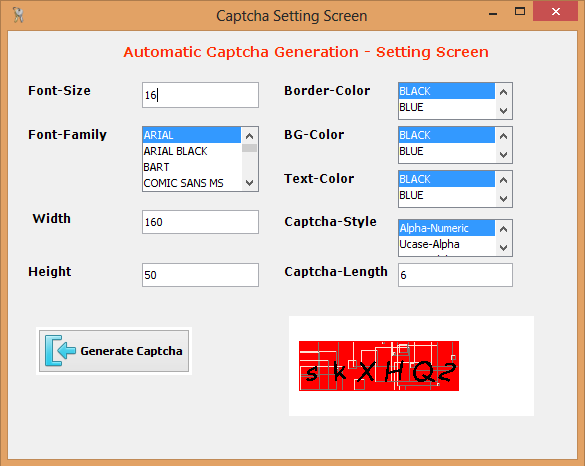 Captcha Setting Screen
Automatic Captcha Generation - Setting Screen
Font-Size
16
Border-Color
BLACK
BLUE
Font-Family
ARIAL
ARIAL BLACK
BART
COMIC SANS MS
BG-Color
BLACK
BLUE
Text-Color
BLACK
BLUE
Width
160
Captcha-Style
Alpha-Numeric
Ucase-Alpha
Height
50
Captcha-Length
6
Generate Captcha
skXHQ2